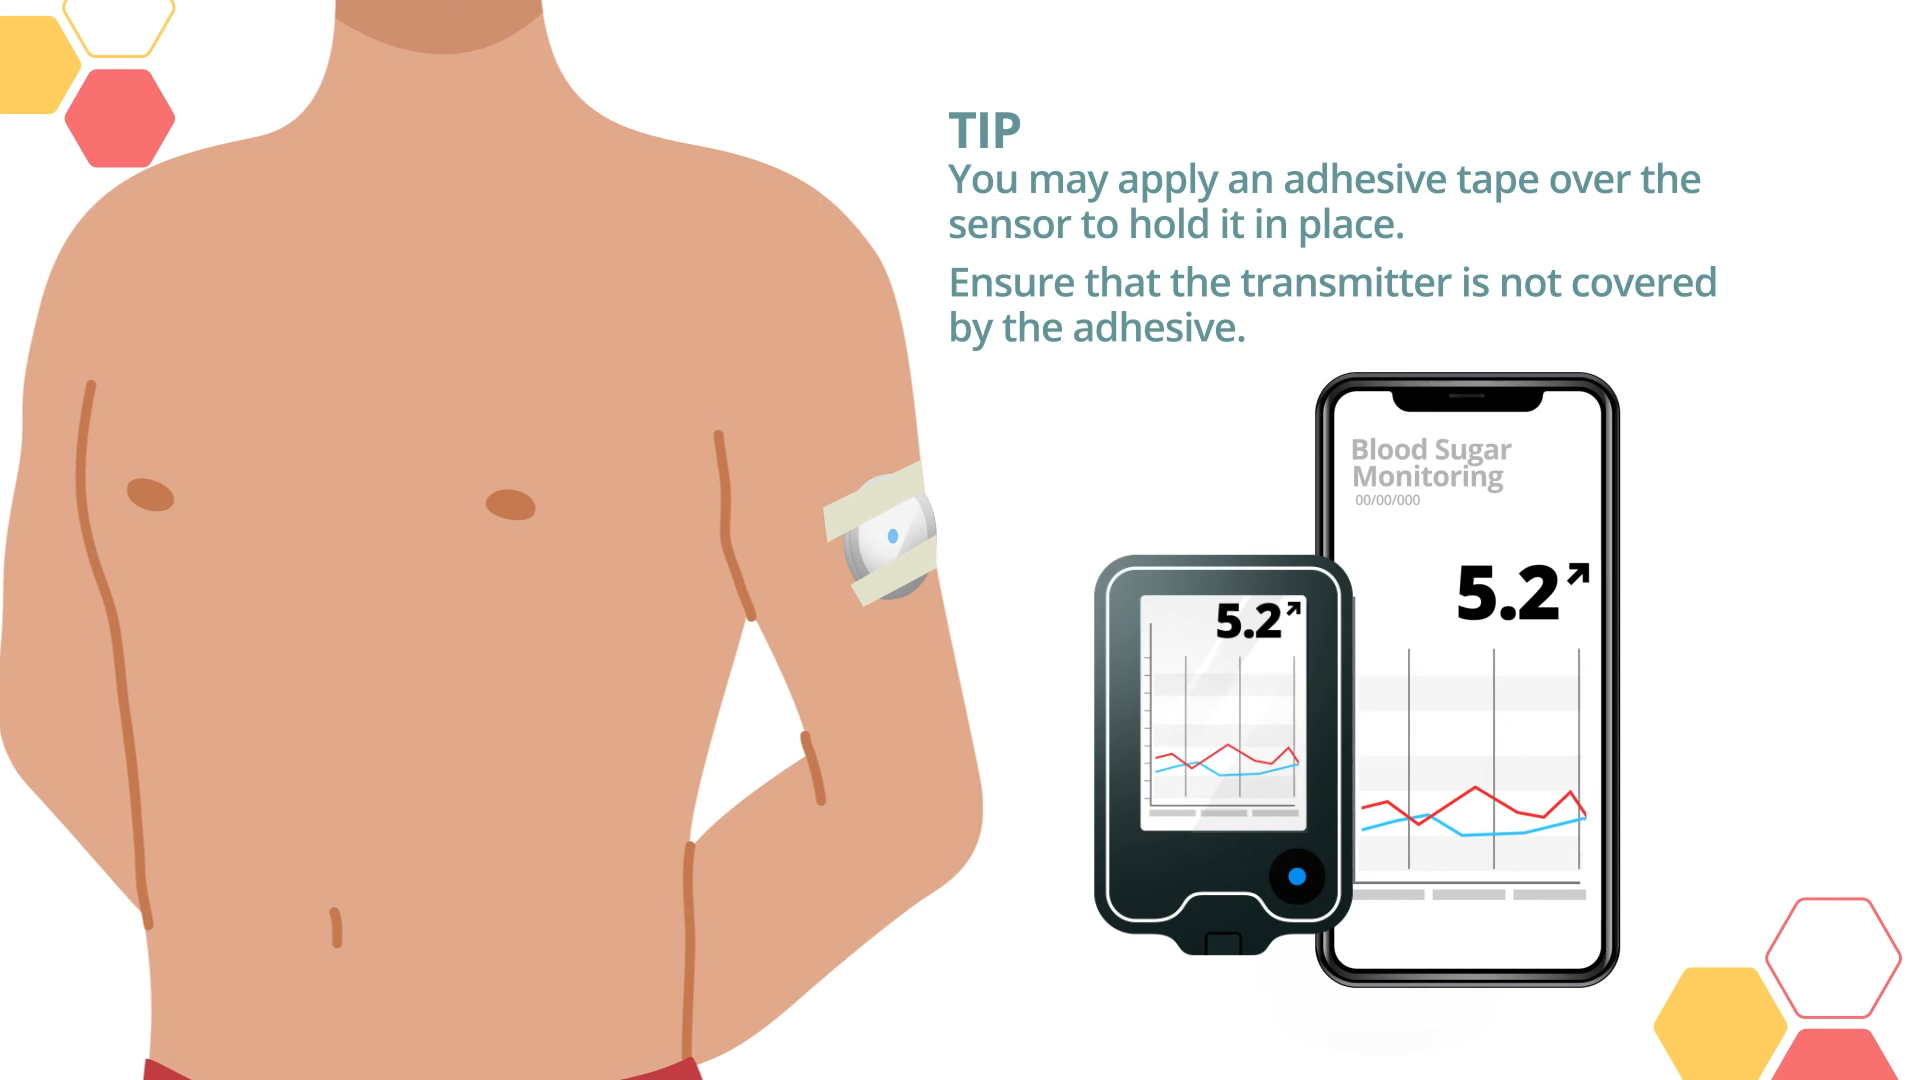 TIP
You may apply an adhesive tape over the
sensor to hold it in place.
Ensure that the transmitter is not covered
by the adhesive.
Blood Sugar
Monitoring
00/00/000
5.2
5.2